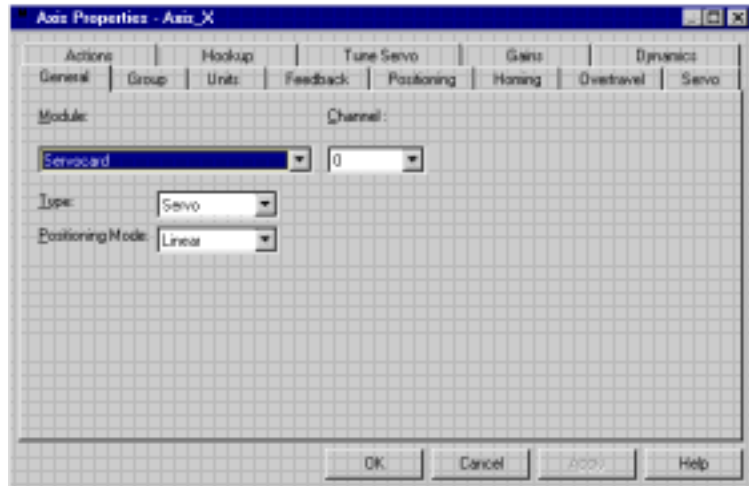 Axis Properties - Axis_X
Actions Hookup Tune Servo Gains Dynamics
General Group Units Feedback Positioning Homing Overtravel Servo
Module: Channel:
Servocard 0
Type: Servo
Positioning Mode: Linear
OK Cancel Apply Help